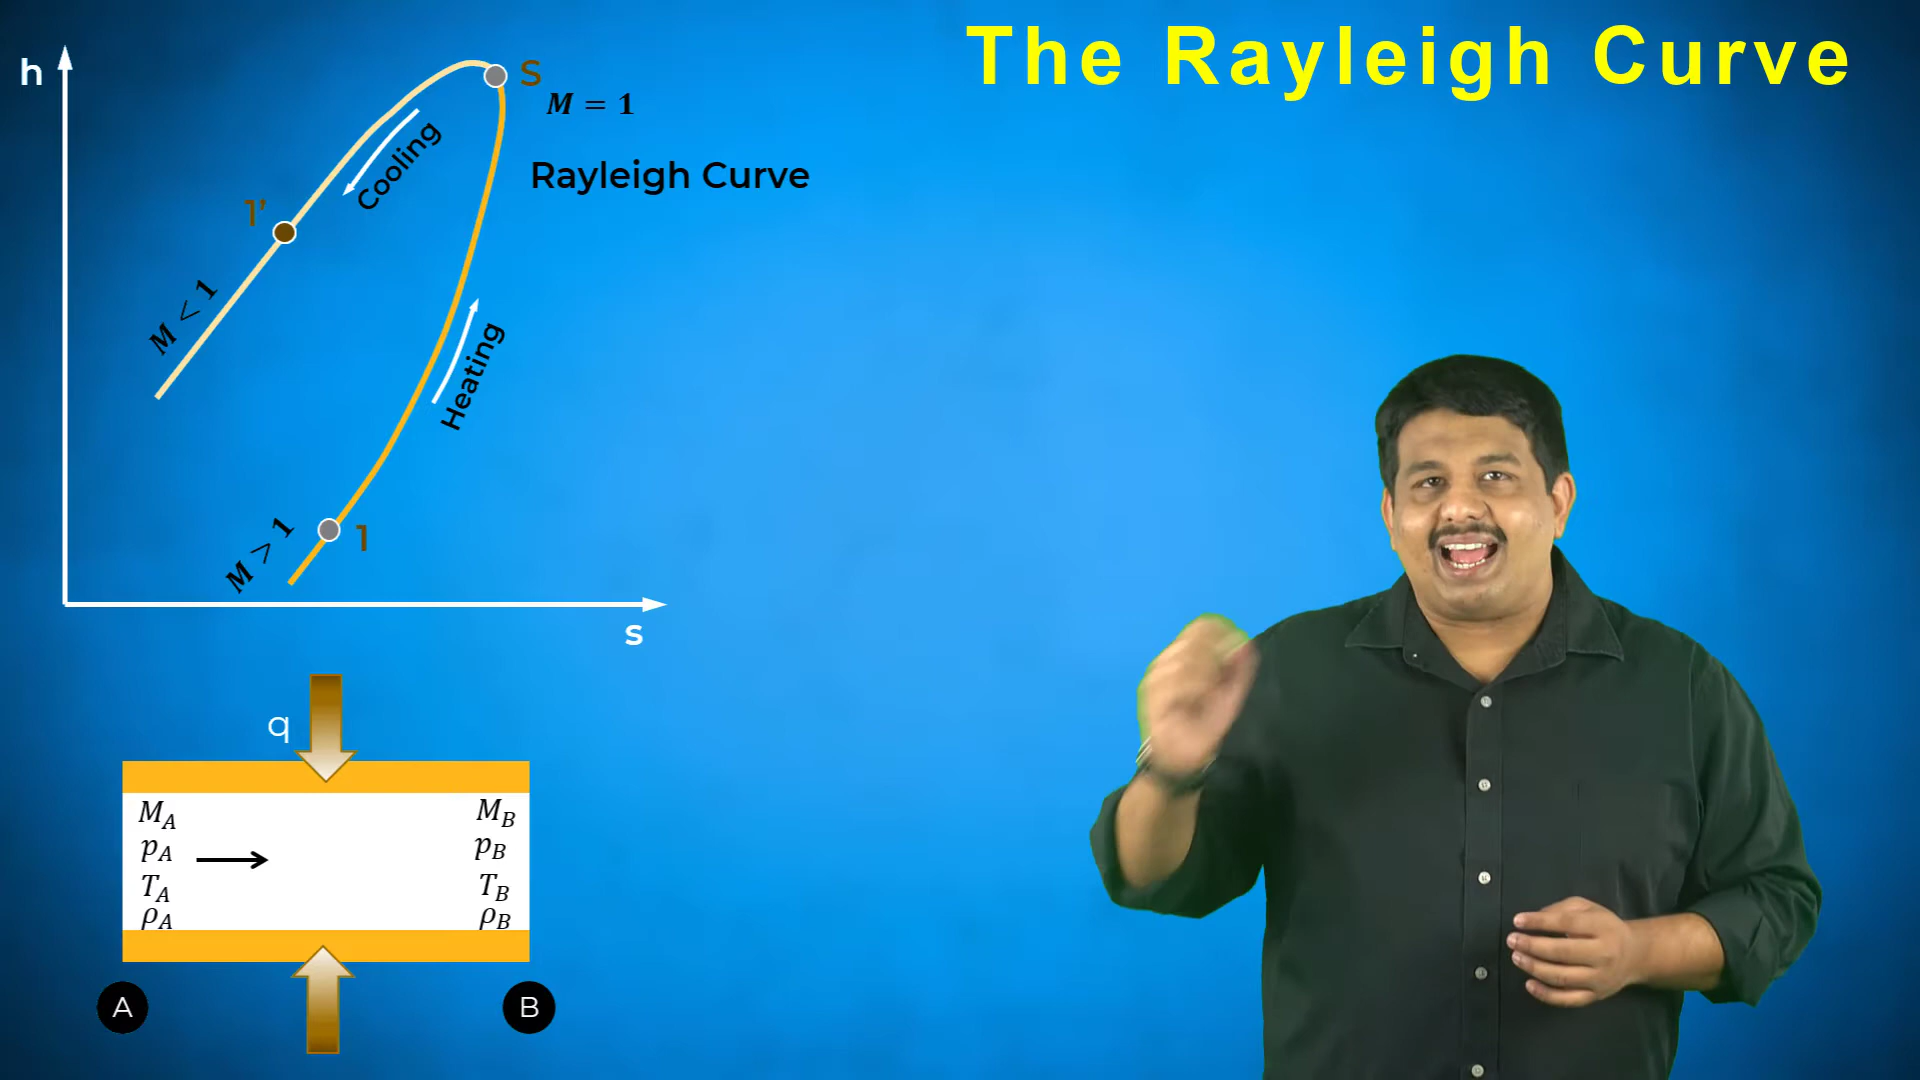 The Rayleigh Curve
h
S
M = 1
Cooling
Rayleigh Curve
1'
M < 1
Heating
1
M > 1
s
q
M_A
M_B
p_A
p_B
T_A
T_B
ρ_A
ρ_B
A
B